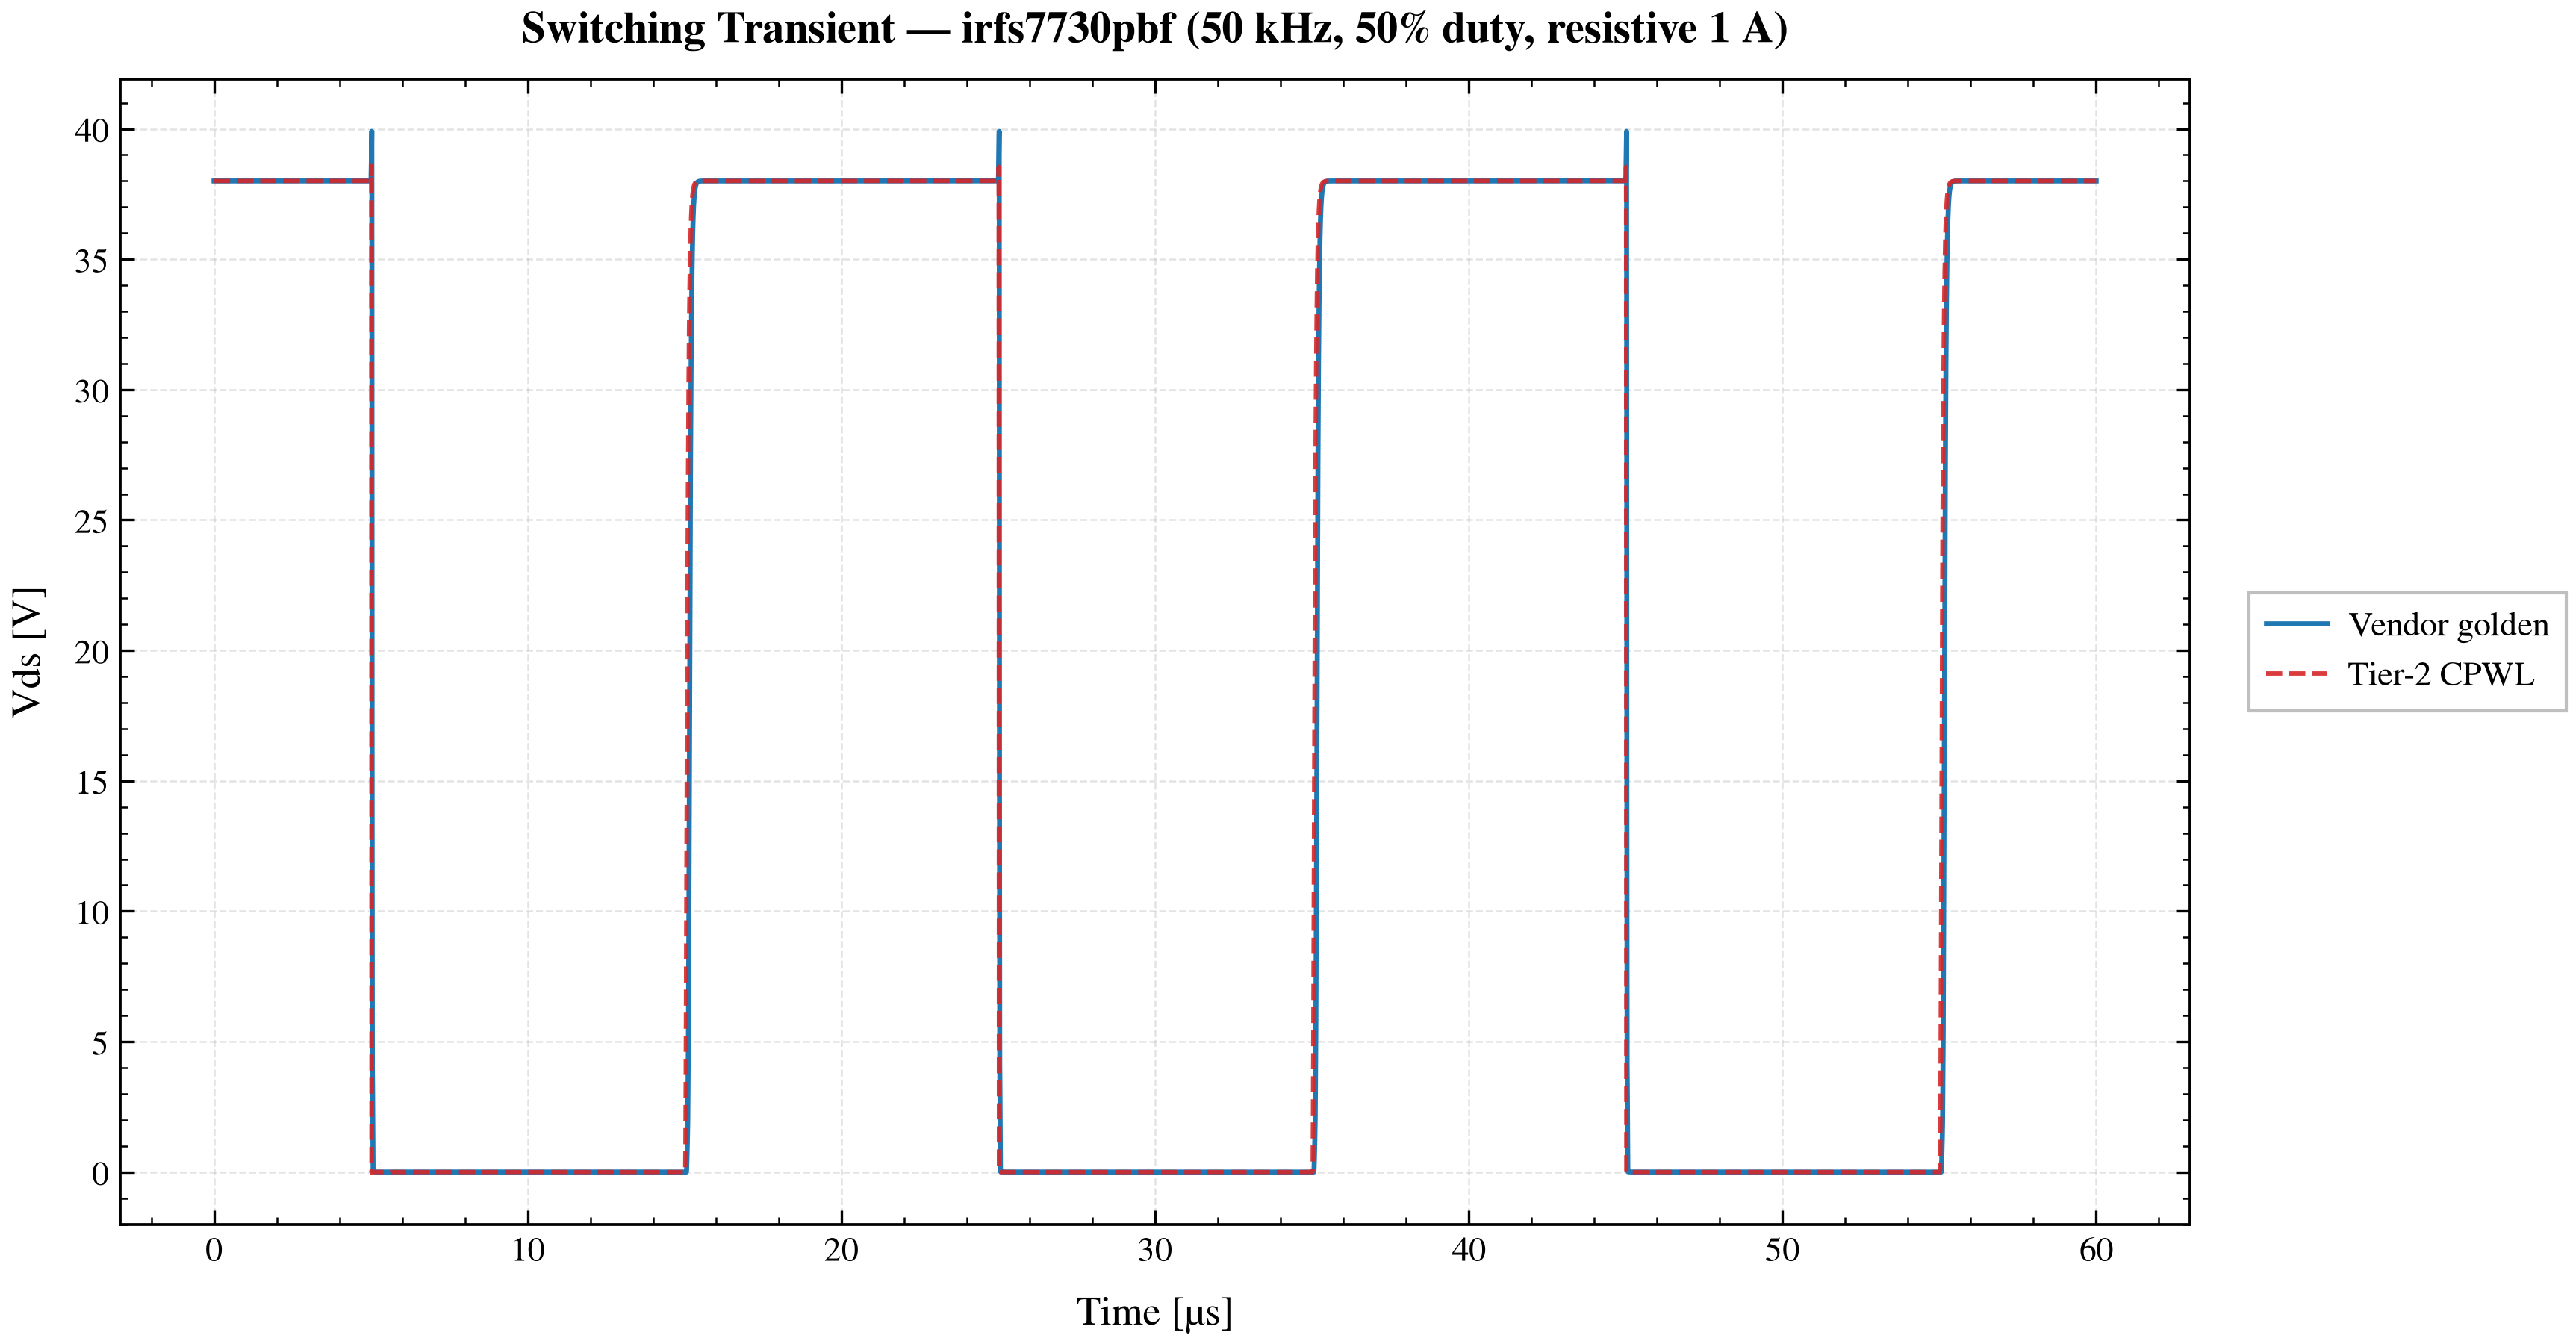 Switching Transient — irfs7730pbf (50 kHz, 50% duty, resistive 1 A)
Vds [V]
40
35
30
25
20
15
10
5
0
0 10 20 30 40 50 60
Time [µs]
Vendor golden
Tier-2 CPWL